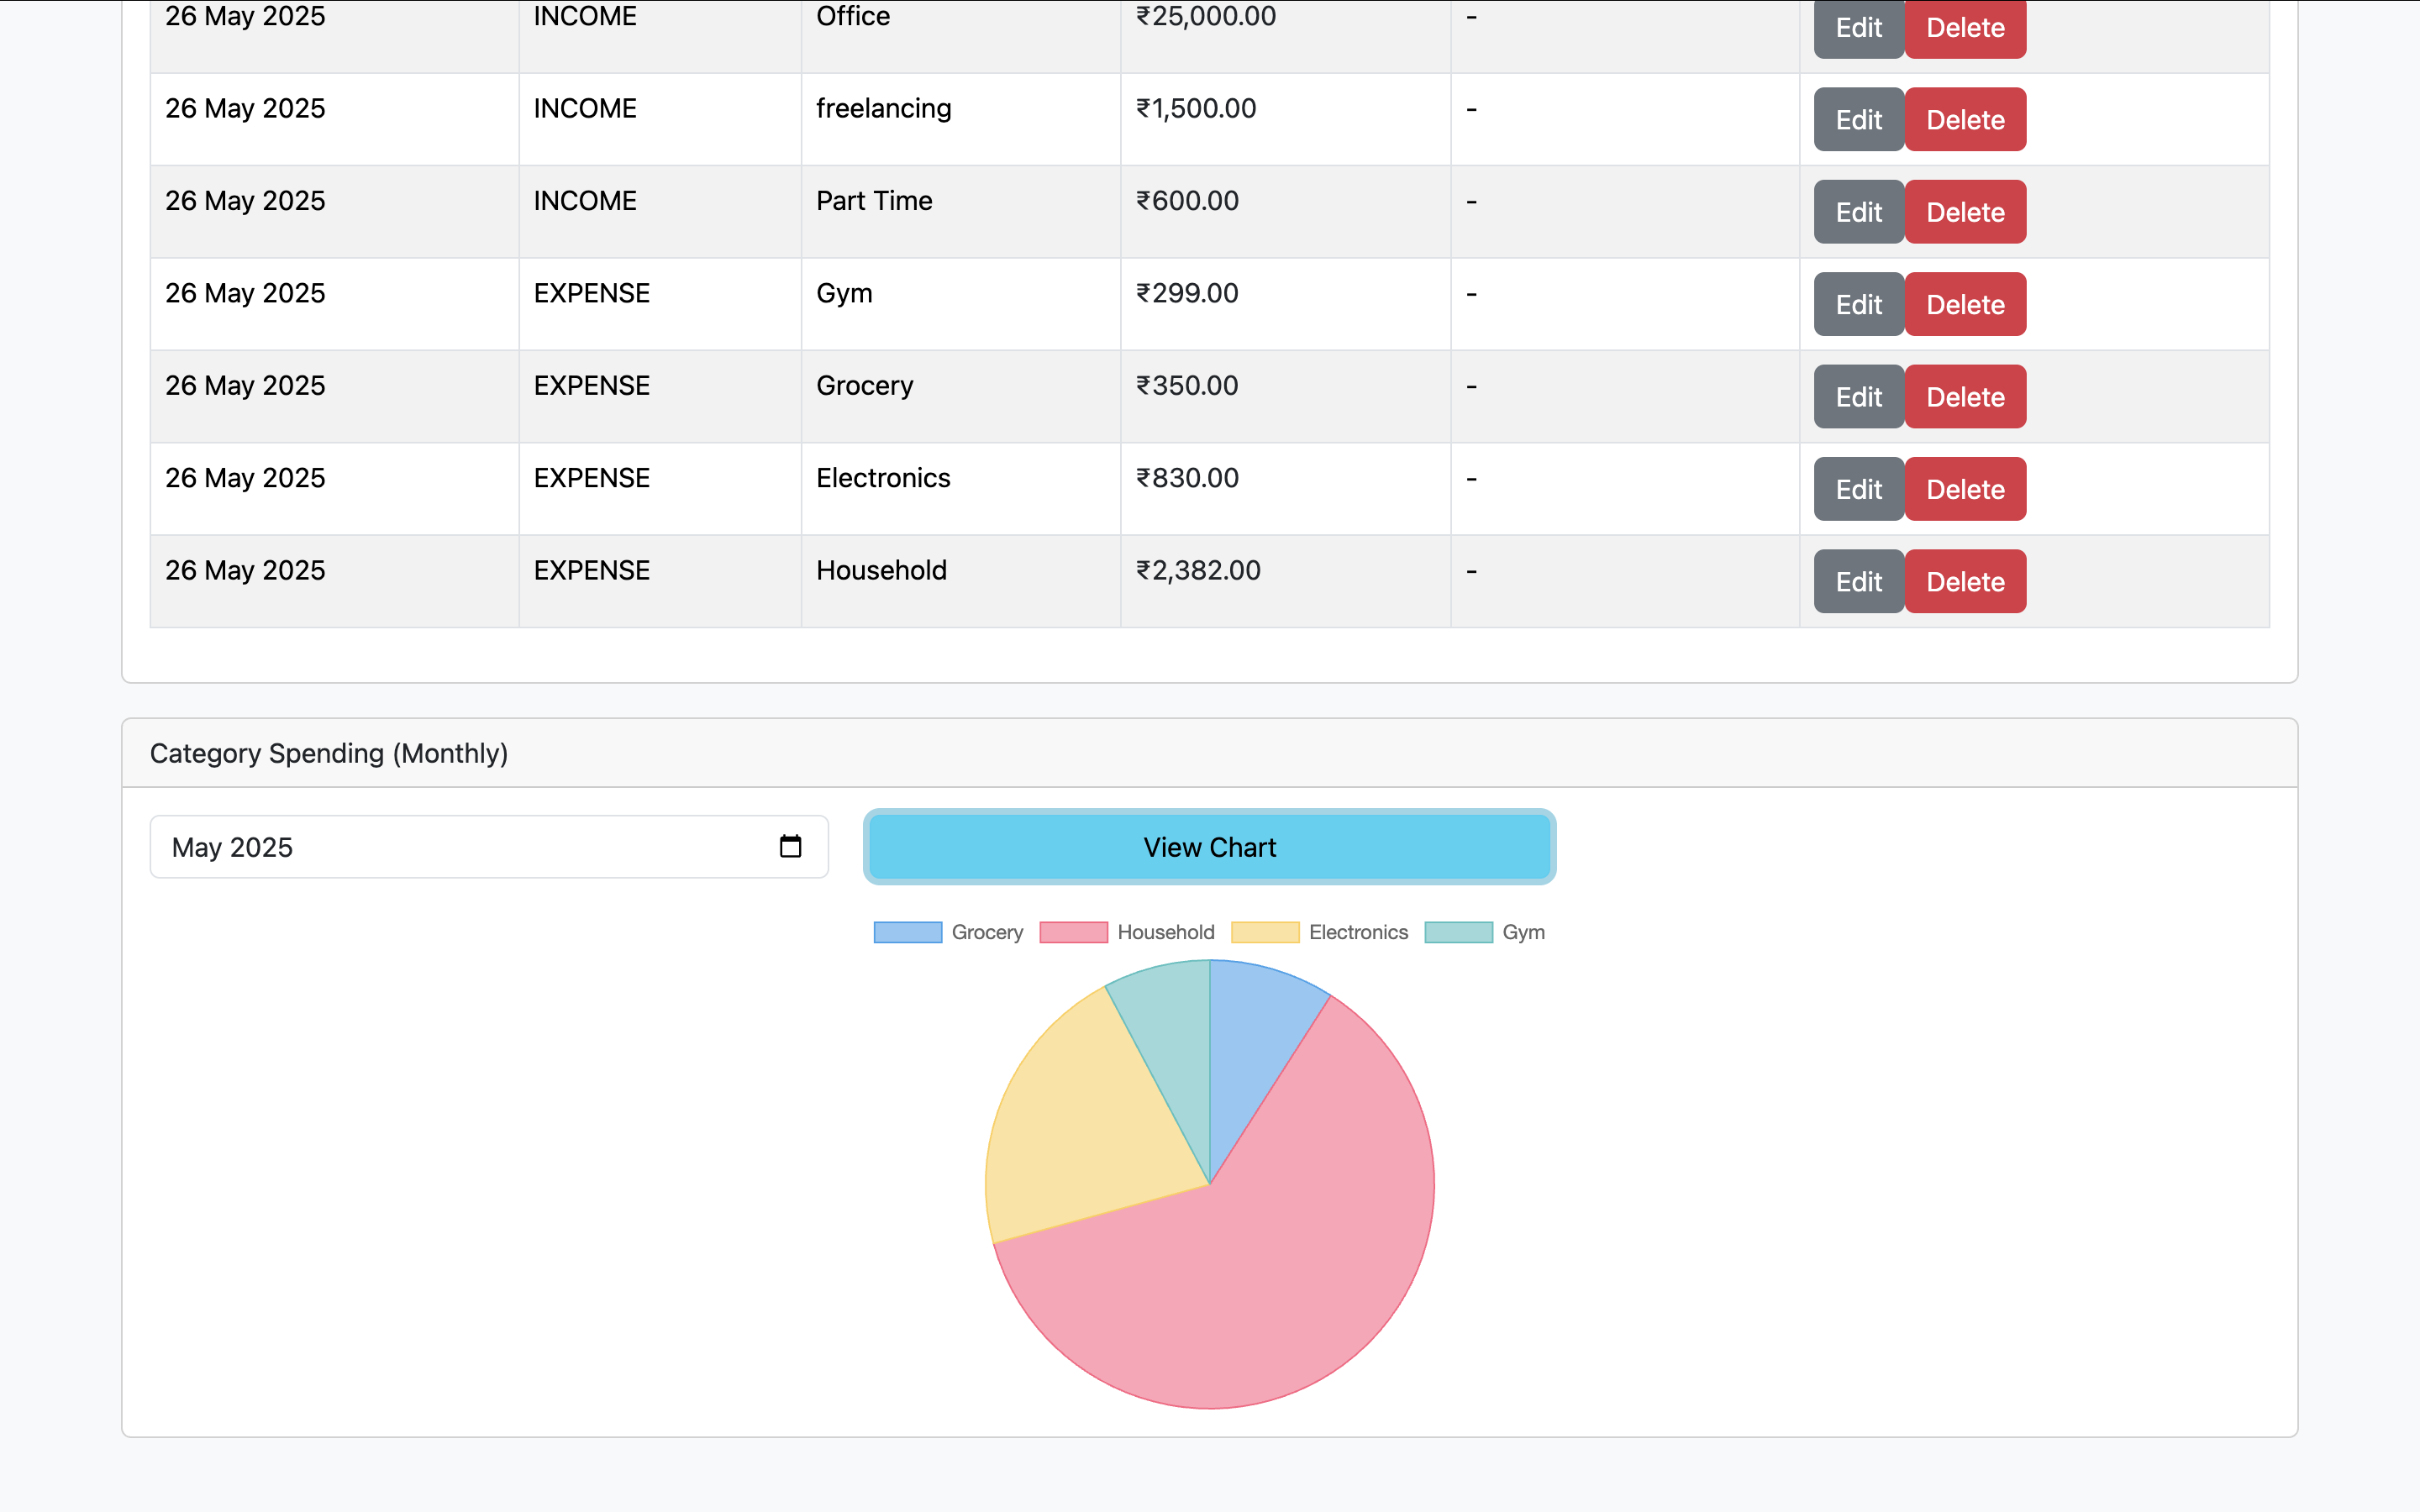 26 May 2025 INCOME Office ₹25,000.00 - Edit Delete
26 May 2025 INCOME freelancing ₹1,500.00 - Edit Delete
26 May 2025 INCOME Part Time ₹600.00 - Edit Delete
26 May 2025 EXPENSE Gym ₹299.00 - Edit Delete
26 May 2025 EXPENSE Grocery ₹350.00 - Edit Delete
26 May 2025 EXPENSE Electronics ₹830.00 - Edit Delete
26 May 2025 EXPENSE Household ₹2,382.00 - Edit Delete
Category Spending (Monthly)
May 2025 View Chart
Grocery Household Electronics Gym